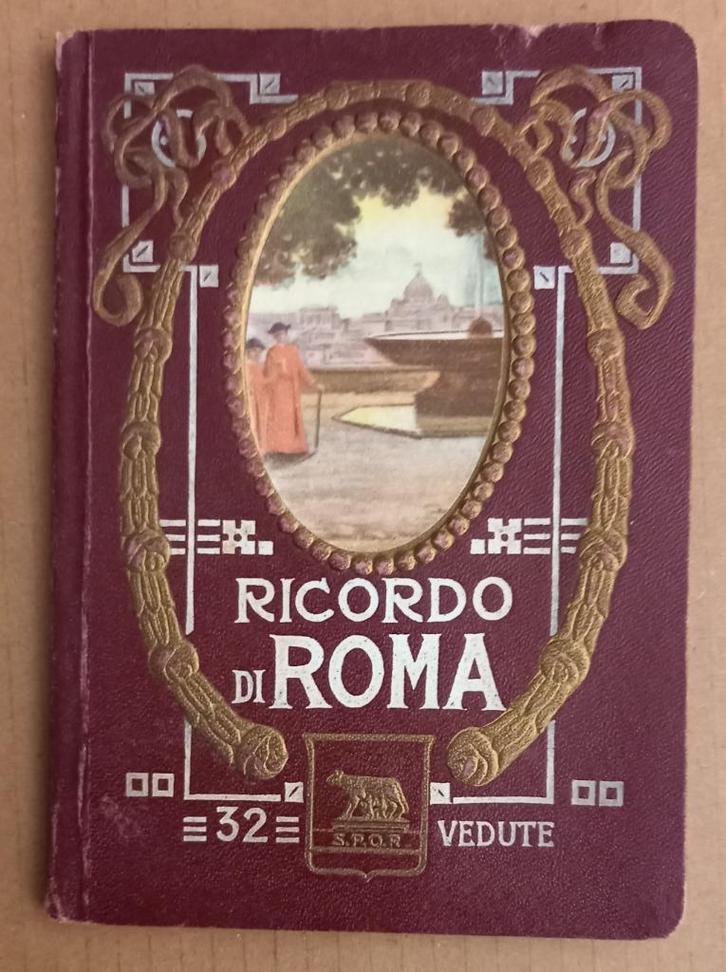 RICORDO
DI ROMA
32 VEDUTE
S.P.Q.R.